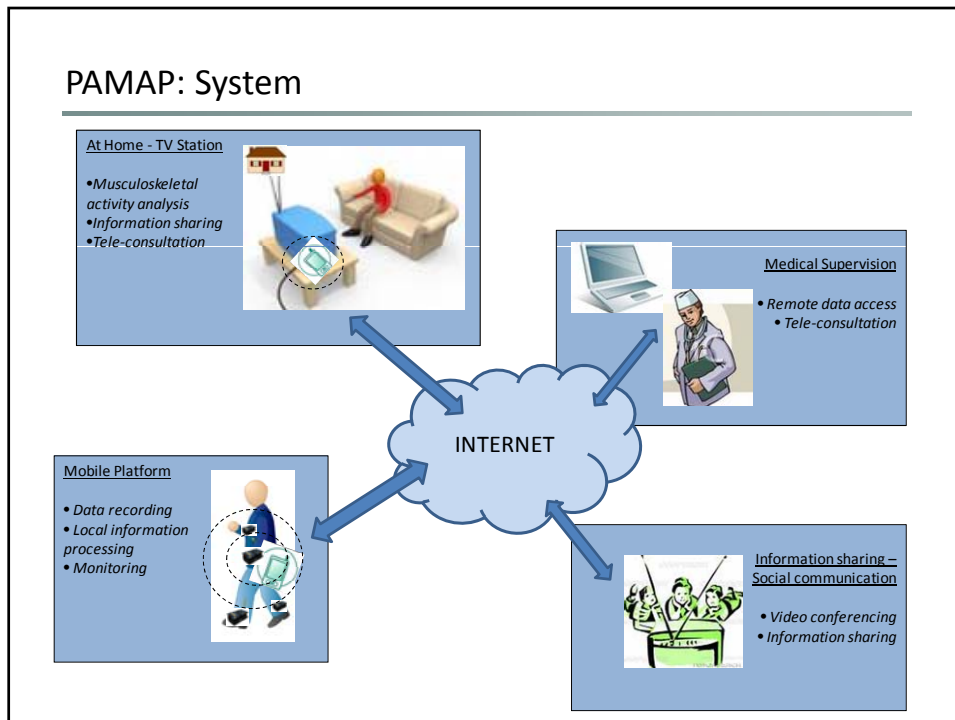 PAMAP: System
At Home - TV Station
•Musculoskeletal
activity analysis
•Information sharing
•Tele-consultation
Medical Supervision
• Remote data access
• Tele-consultation
INTERNET
Mobile Platform
• Data recording
• Local information
processing
• Monitoring
Information sharing –
Social communication
• Video conferencing
• Information sharing